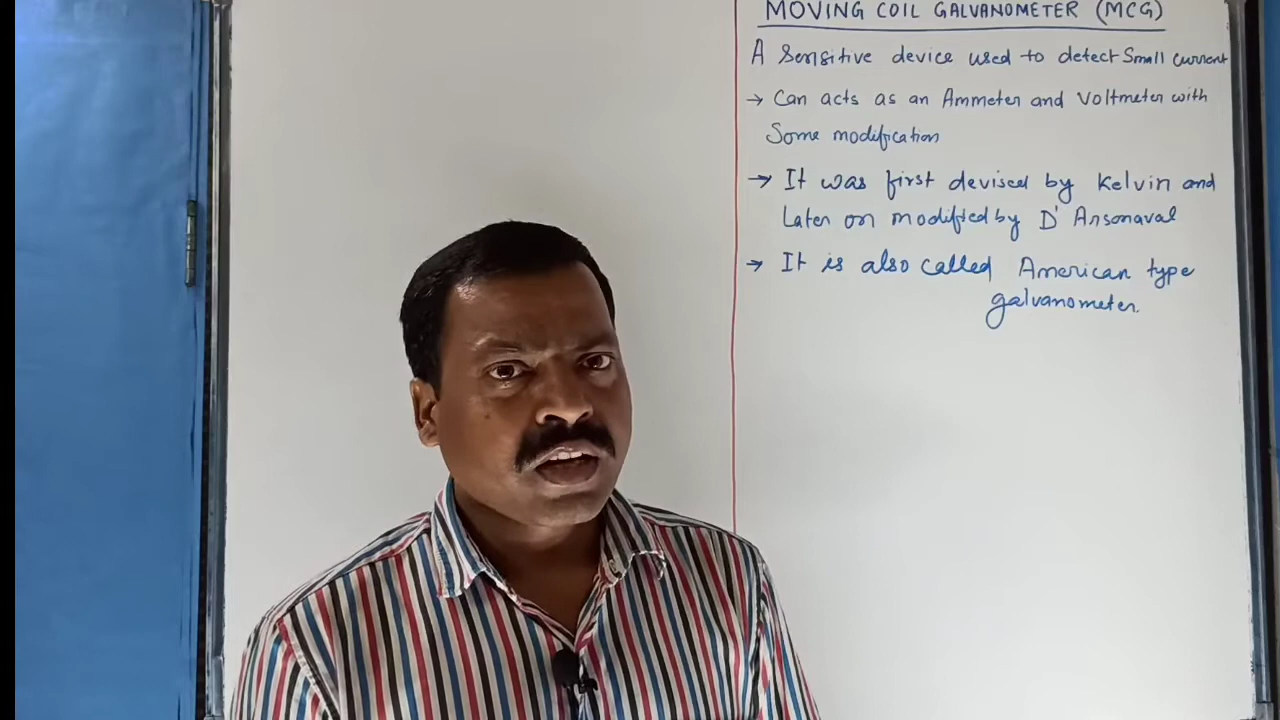 MOVING COIL GALVANOMETER (MCG)
A Sensitive device used to detect Small current
→ Can acts as an Ammeter and Voltmeter with
Some modification
→ It was first devised by Kelvin and
Later on modified by D' Arsonaval
→ It is also called American type
galvanometer.